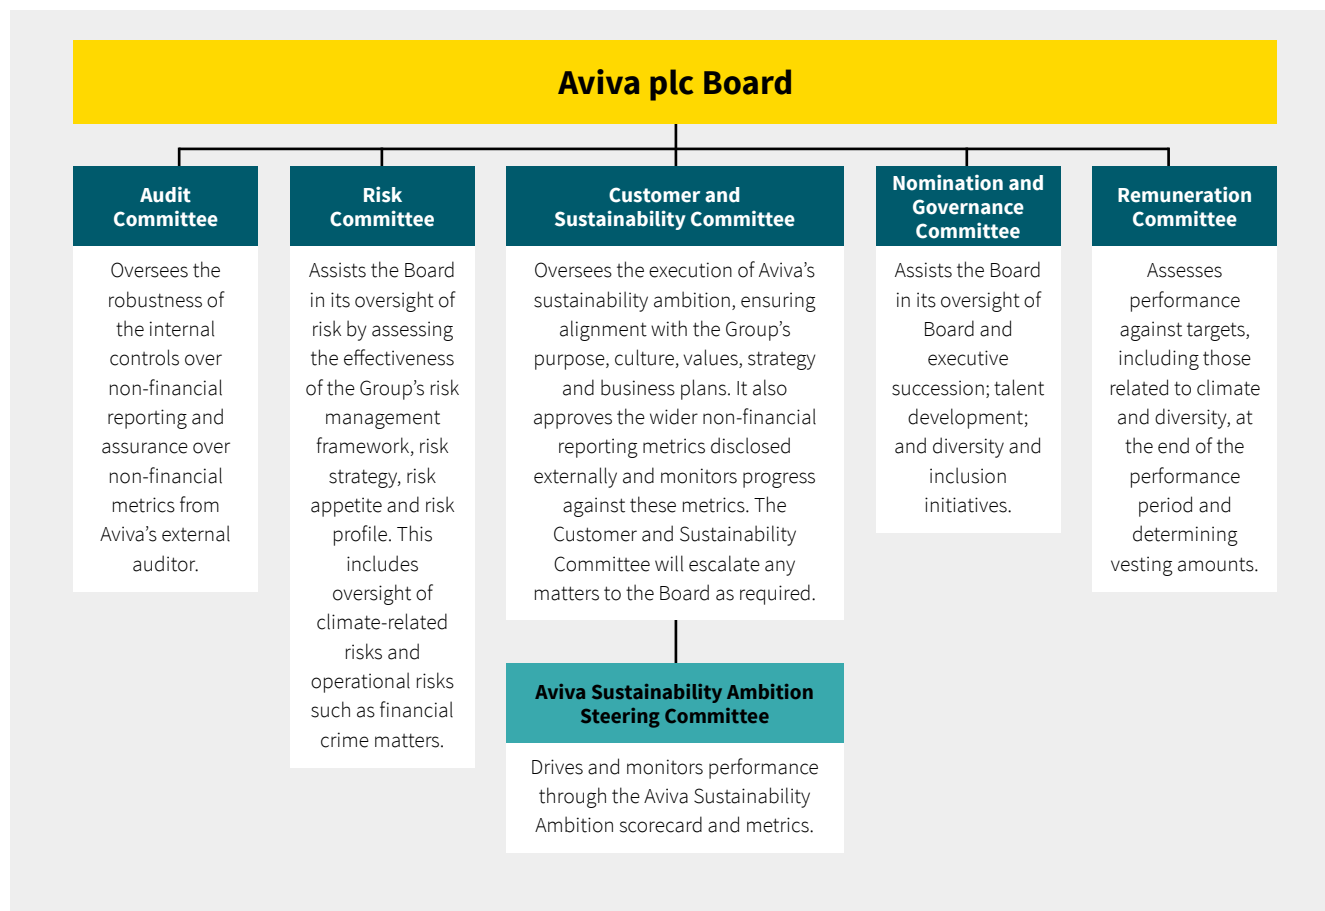 Aviva plc Board
Audit
Committee
Oversees the
robustness of
the internal
controls over
non-financial
reporting and
assurance over
non-financial
metrics from
Aviva’s external
auditor.
Risk
Committee
Assists the Board
in its oversight of
risk by assessing
the effectiveness
of the Group’s risk
management
framework, risk
strategy, risk
appetite and risk
profile. This
includes
oversight of
climate-related
risks and
operational risks
such as financial
crime matters.
Customer and
Sustainability Committee
Oversees the execution of Aviva’s
sustainability ambition, ensuring
alignment with the Group’s
purpose, culture, values, strategy
and business plans. It also
approves the wider non-financial
reporting metrics disclosed
externally and monitors progress
against these metrics. The
Customer and Sustainability
Committee will escalate any
matters to the Board as required.
Aviva Sustainability Ambition
Steering Committee
Drives and monitors performance
through the Aviva Sustainability
Ambition scorecard and metrics.
Nomination and
Governance
Committee
Assists the Board
in its oversight of
Board and
executive
succession; talent
development;
and diversity and
inclusion
initiatives.
Remuneration
Committee
Assesses
performance
against targets,
including those
related to climate
and diversity, at
the end of the
performance
period and
determining
vesting amounts.